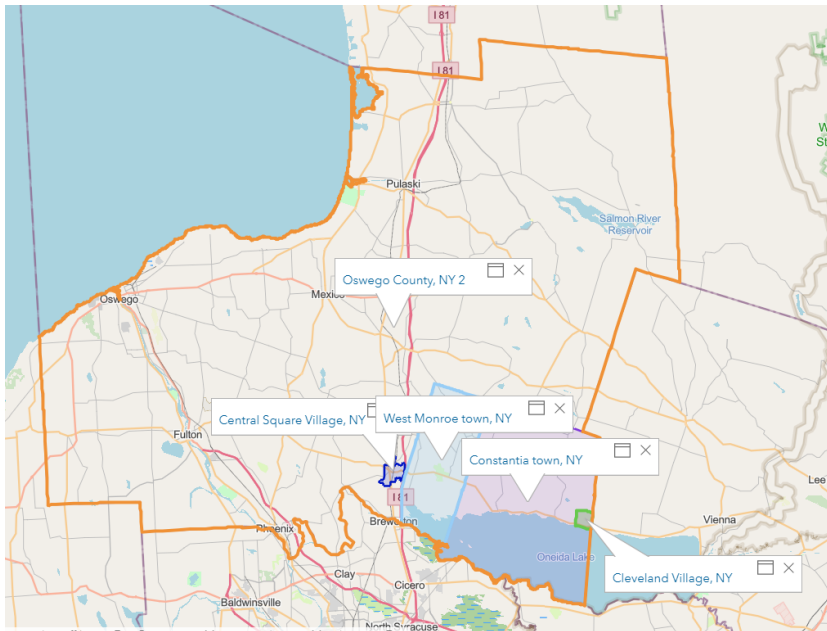 I 81
I 81
W
St
Pulaski
Salmon River
Reservoir
Oswego County, NY 2
Oswego
Mexic
Central Square Village, NY
West Monroe town, NY
Fulton
Constantia town, NY
I 81
Lee
Brewerton
Vienna
Phoenix
Oneida Lake
Clay
Cleveland Village, NY
Cicero
Baldwinsville
North Syracuse